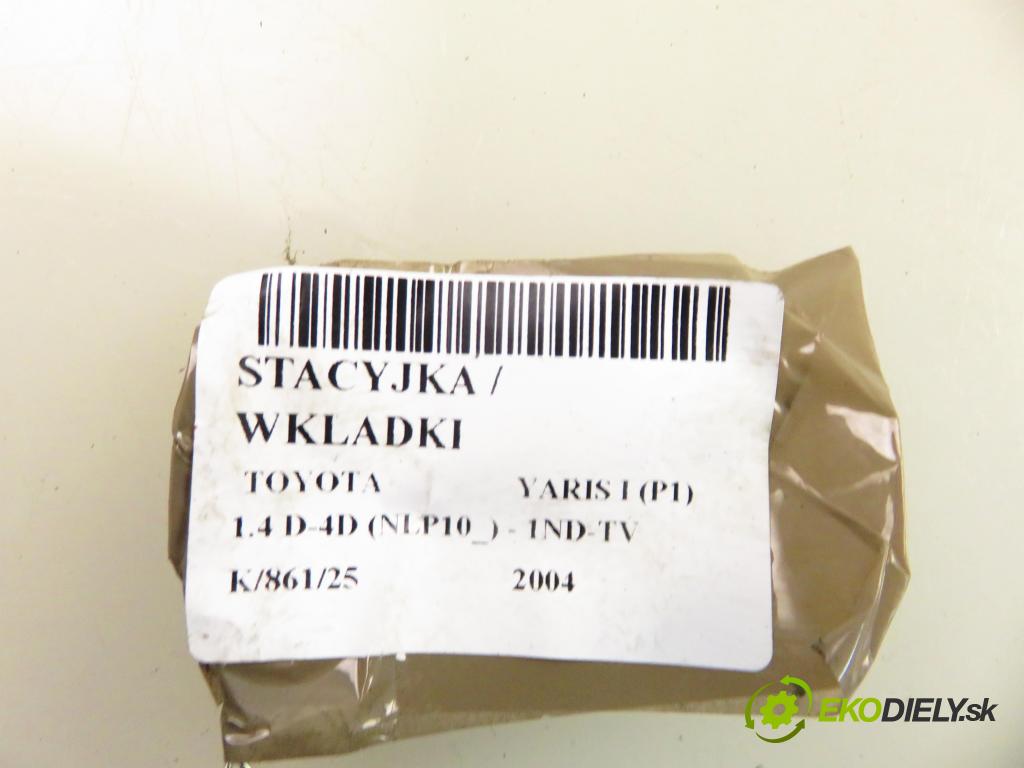 STACYJKA /
WKLADKI
TOYOTA YARIS I (P1)
1.4 D-4D (NLP10_) - 1ND-TV
K/861/25 2004
EKODIELY.sk